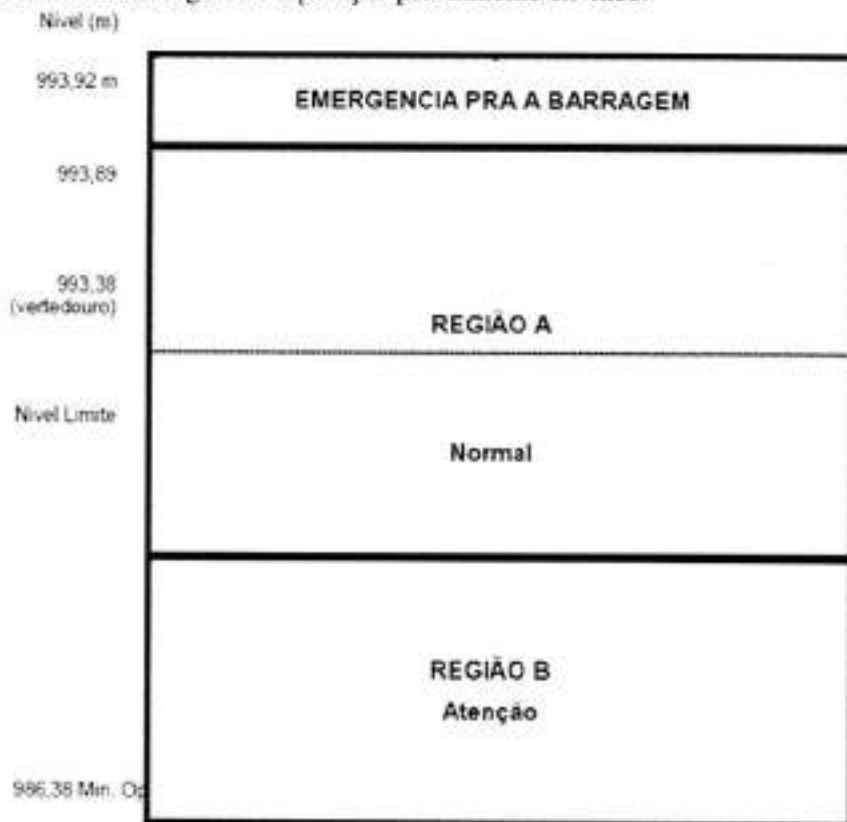 Nível (m)
993,92 m
EMERGENCIA PRA A BARRAGEM
993,89
993,38
(vertedouro)
REGIÃO A
Nivel Limite
Normal
REGIÃO B
Atenção
986,38 Min. Op